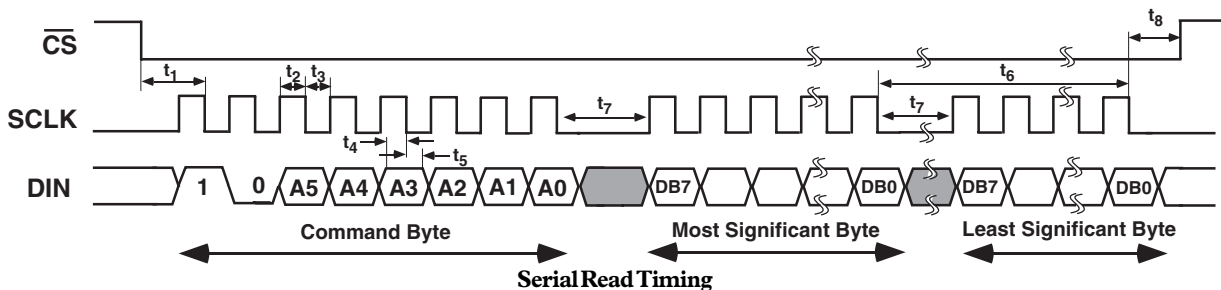 CS
t8
t1
t2 t3
t6
SCLK
t7
t7
t4
t5
DIN
1 0 A5 A4 A3 A2 A1 A0 DB7 DB0 DB7 DB0
Command Byte
Most Significant Byte
Least Significant Byte
Serial Read Timing